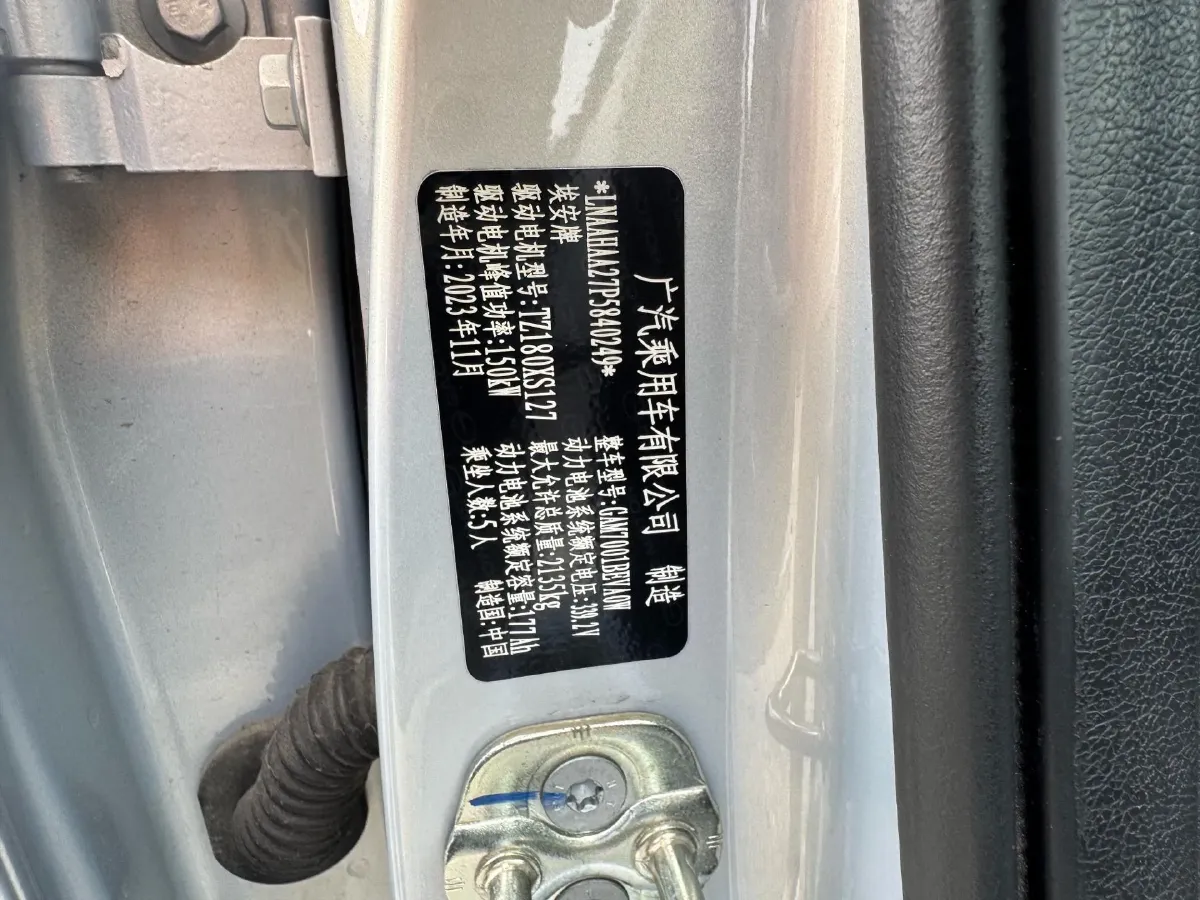 广汽乘用车有限公司 制造
*LNAAHAA27P5840249*
埃安牌 整车型号:GAM7001BEVA0W
驱动电机型号:TZ180XS127 动力电池系统额定电压:339.2V
驱动电机峰值功率:150kW 最大允许总质量:2135kg
制造年月:2023年11月 动力电池系统额定容量:177Ah
乘坐人数:5人 制造国:中国